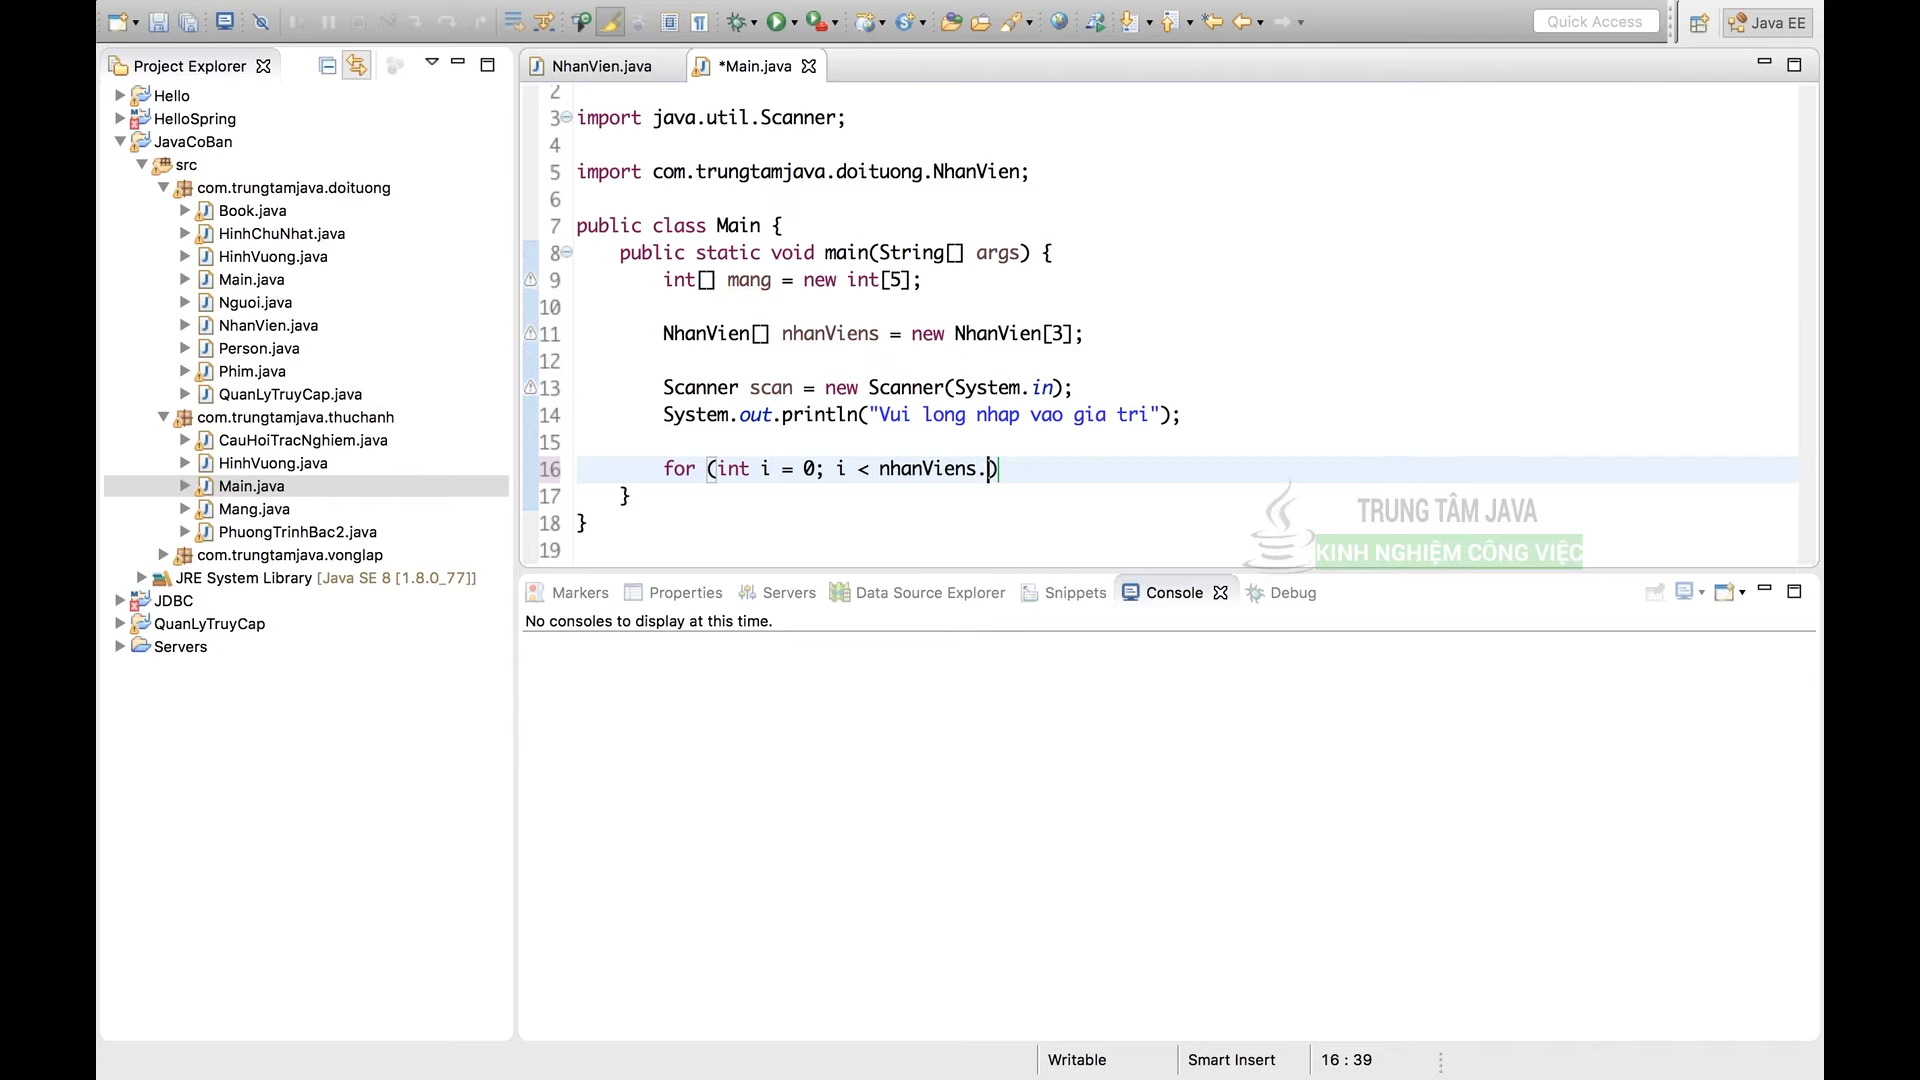 Quick Access
Java EE
Project Explorer
NhanVien.java
*Main.java
Hello
HelloSpring
JavaCoBan
src
com.trungtamjava.doituong
Book.java
HinhChuNhat.java
HinhVuong.java
Main.java
Nguoi.java
NhanVien.java
Person.java
Phim.java
QuanLyTruyCap.java
com.trungtamjava.thuchanh
CauHoiTracNghiem.java
HinhVuong.java
Main.java
Mang.java
PhuongTrinhBac2.java
com.trungtamjava.vonglap
JRE System Library [Java SE 8 [1.8.0_77]]
JDBC
QuanLyTruyCap
Servers
2
3 import java.util.Scanner;
4
5 import com.trungtamjava.doituong.NhanVien;
6
7 public class Main {
8 public static void main(String[] args) {
9 int[] mang = new int[5];
10
11 NhanVien[] nhanViens = new NhanVien[3];
12
13 Scanner scan = new Scanner(System.in);
14 System.out.println("Vui long nhap vao gia tri");
15
16 for (int i = 0; i < nhanViens.)
17 }
18 }
19
TRUNG TÂM JAVA
KINH NGHIỆM CÔNG VIỆC
Markers
Properties
Servers
Data Source Explorer
Snippets
Console
Debug
No consoles to display at this time.
Writable
Smart Insert
16 : 39